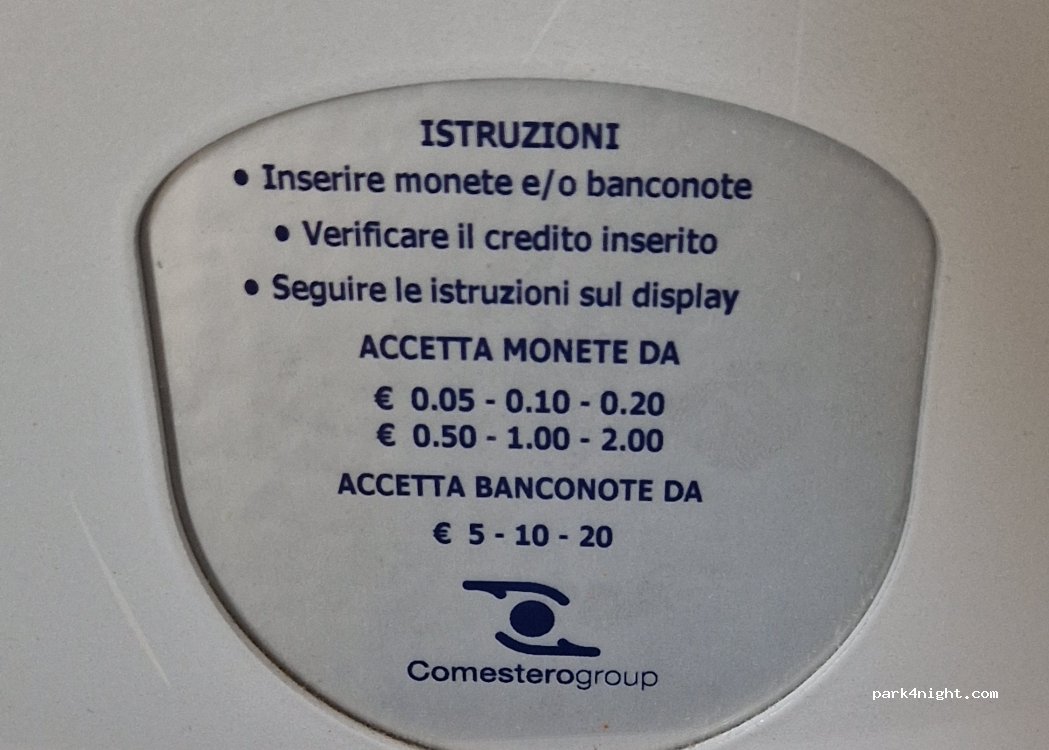 ISTRUZIONI
• Inserire monete e/o banconote
• Verificare il credito inserito
• Seguire le istruzioni sul display
ACCETTA MONETE DA
€ 0.05 - 0.10 - 0.20
€ 0.50 - 1.00 - 2.00
ACCETTA BANCONOTE DA
€ 5 - 10 - 20
Comesterogroup
park4night.com